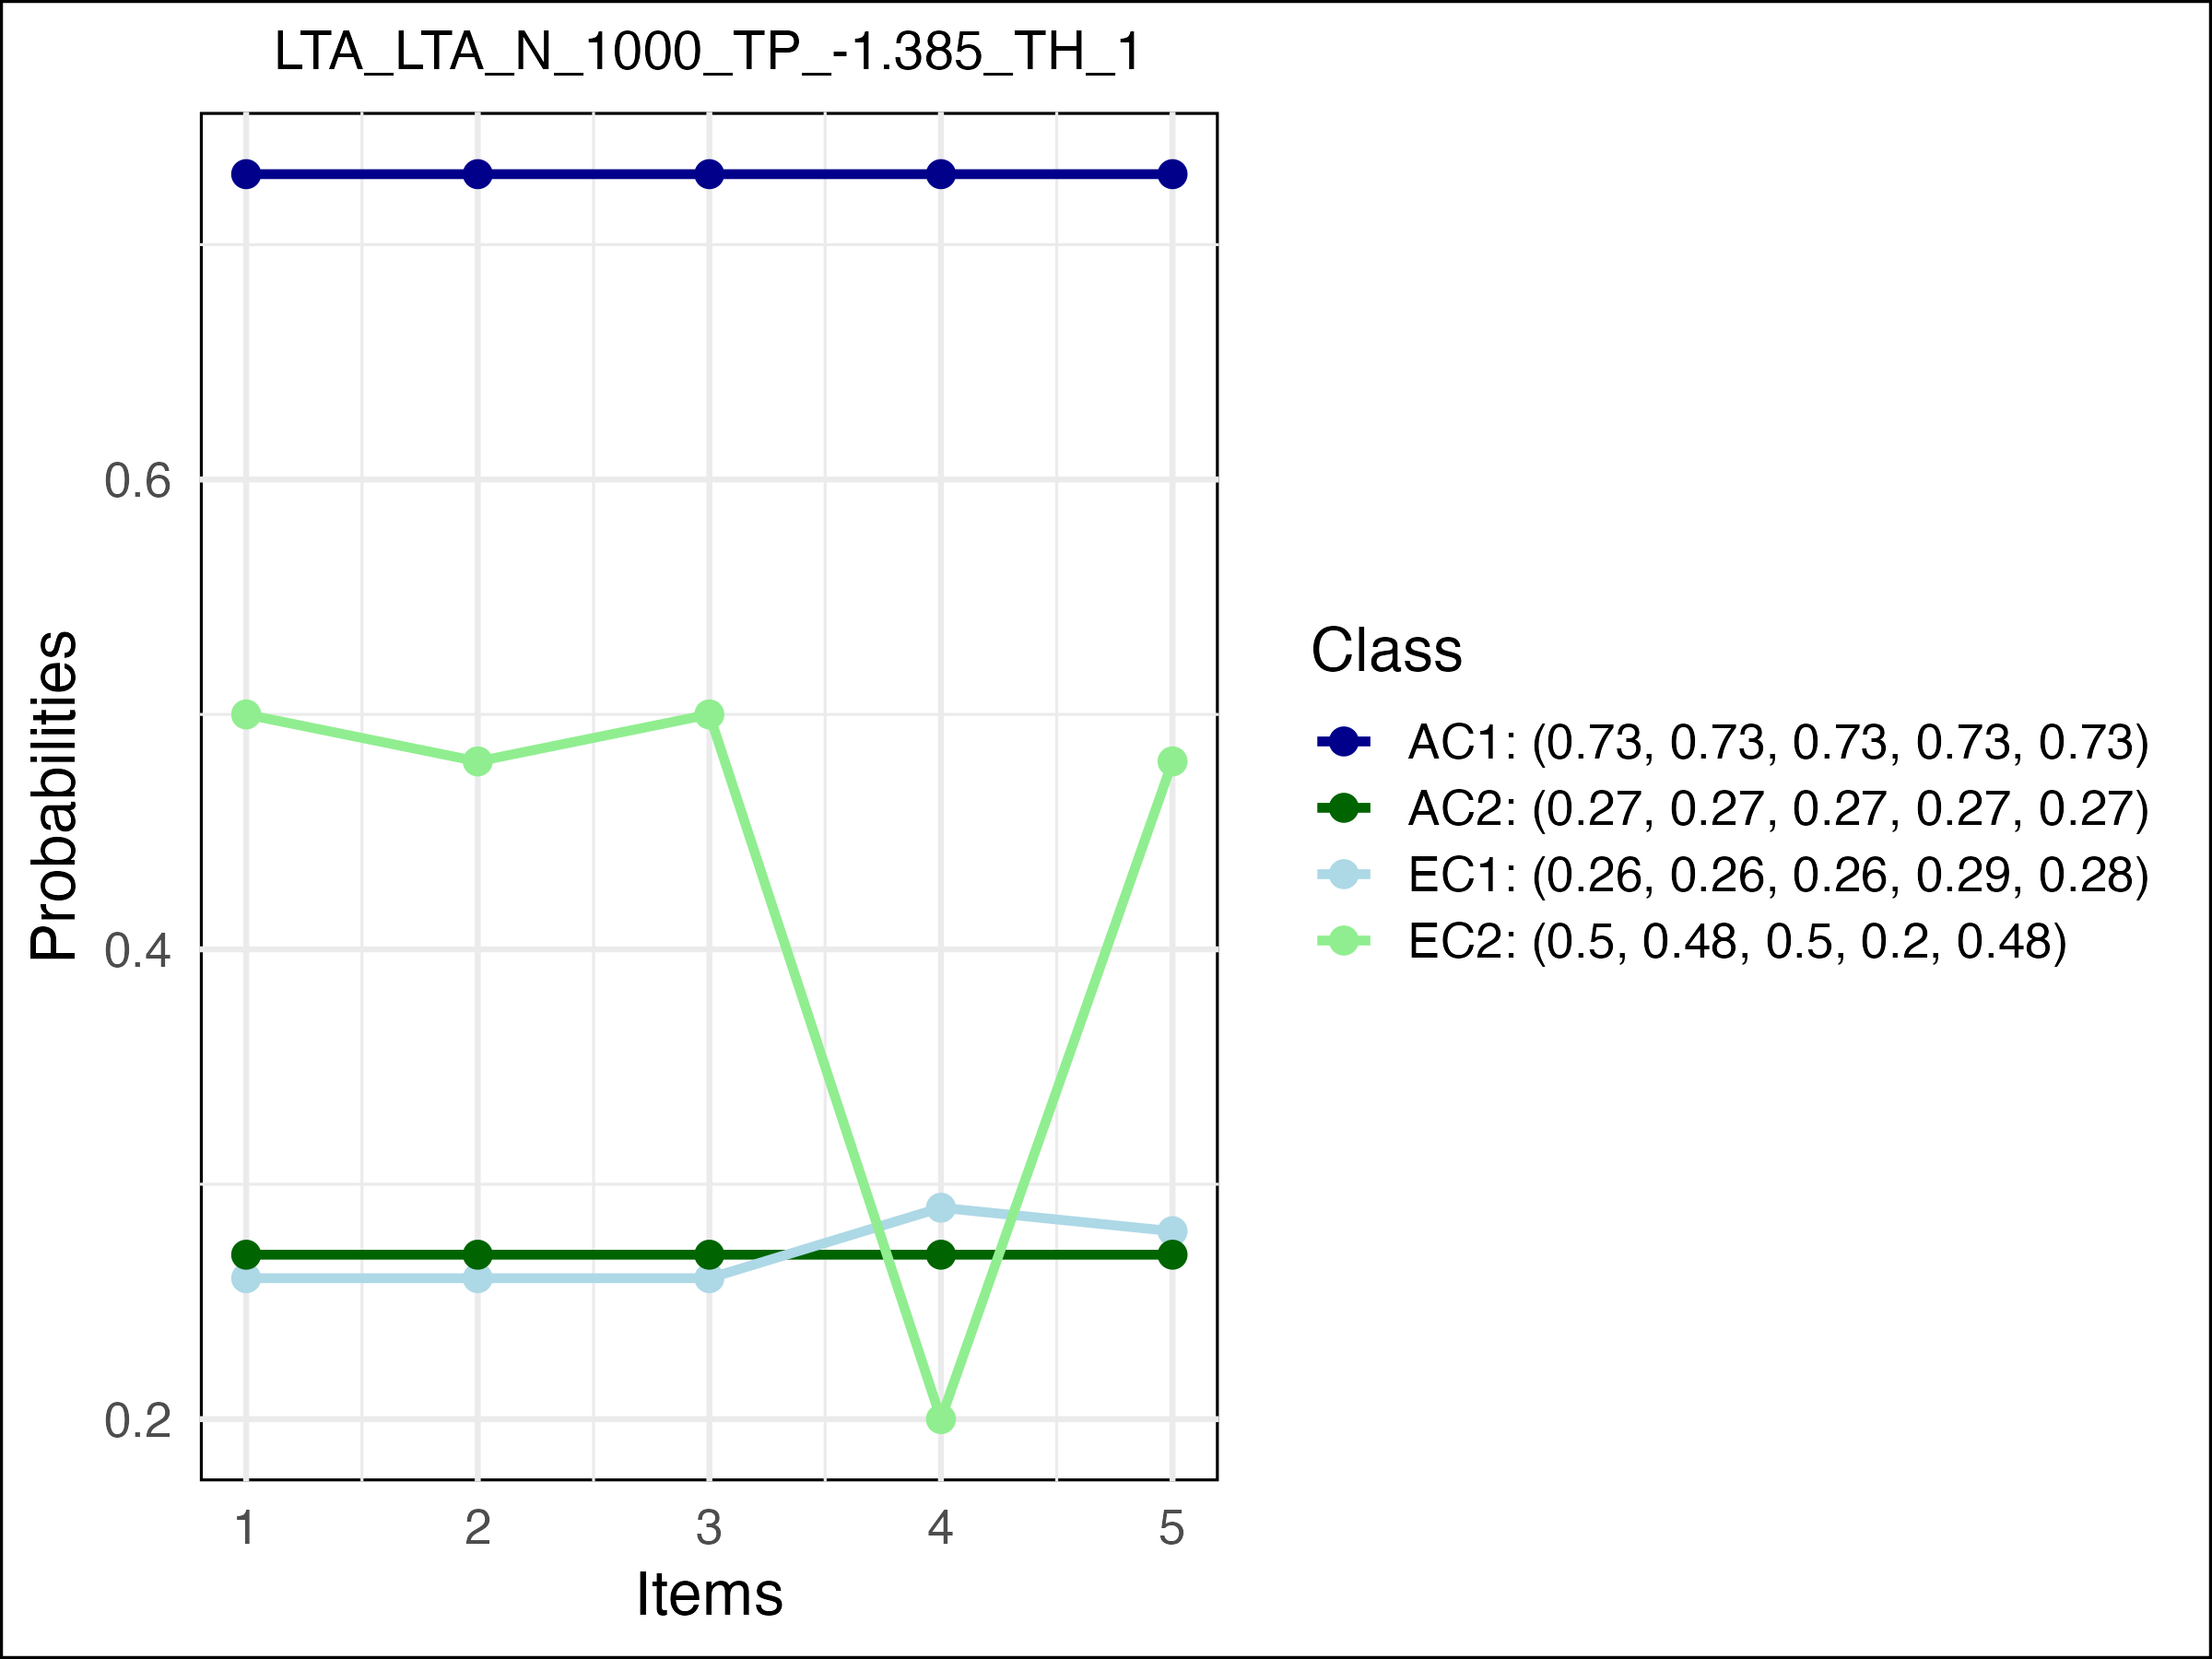 LTA_LTA_N_1000_TP_-1.385_TH_1
Probabilities
0.6
0.4
0.2
1 2 3 4 5
Items
Class
AC1: (0.73, 0.73, 0.73, 0.73, 0.73)
AC2: (0.27, 0.27, 0.27, 0.27, 0.27)
EC1: (0.26, 0.26, 0.26, 0.29, 0.28)
EC2: (0.5, 0.48, 0.5, 0.2, 0.48)